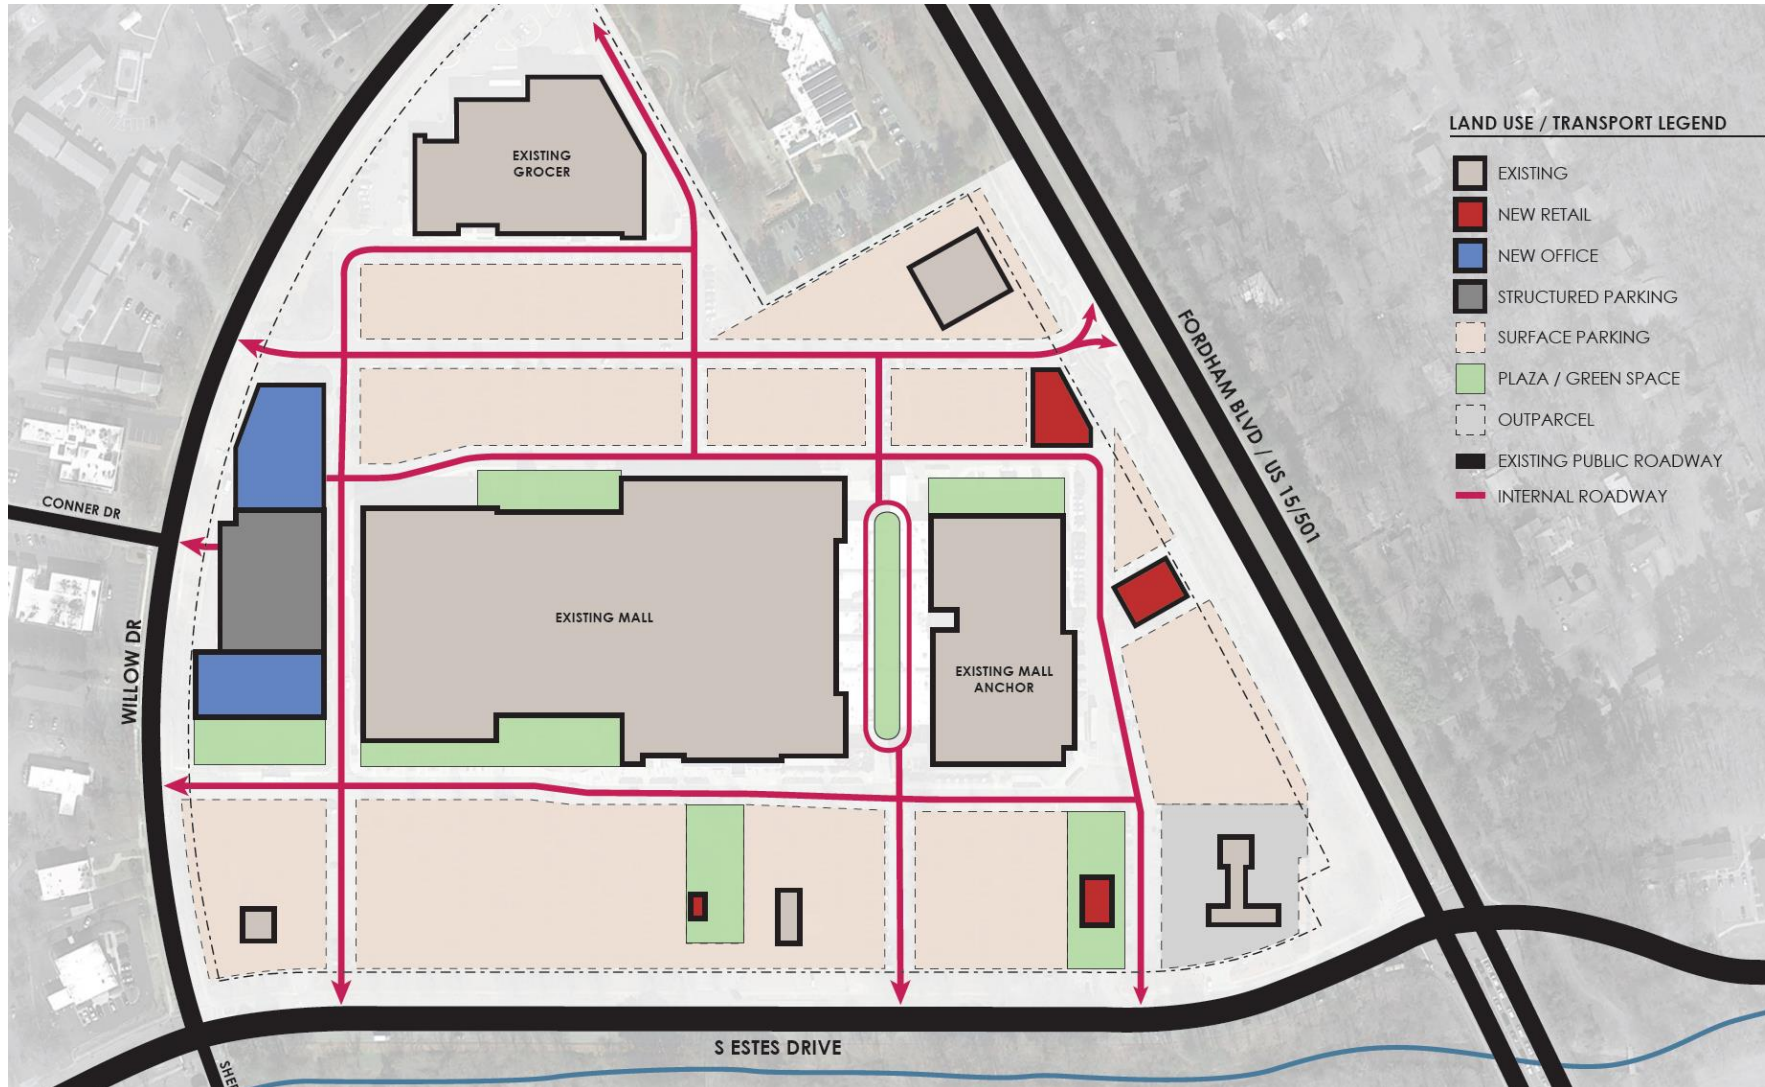 LAND USE / TRANSPORT LEGEND
EXISTING
NEW RETAIL
NEW OFFICE
STRUCTURED PARKING
SURFACE PARKING
PLAZA / GREEN SPACE
OUTPARCEL
EXISTING PUBLIC ROADWAY
INTERNAL ROADWAY
EXISTING
GROCER
FORDHAM BLVD / US 15/501
CONNER DR
WILLOW DR
EXISTING MALL
EXISTING MALL
ANCHOR
S ESTES DRIVE